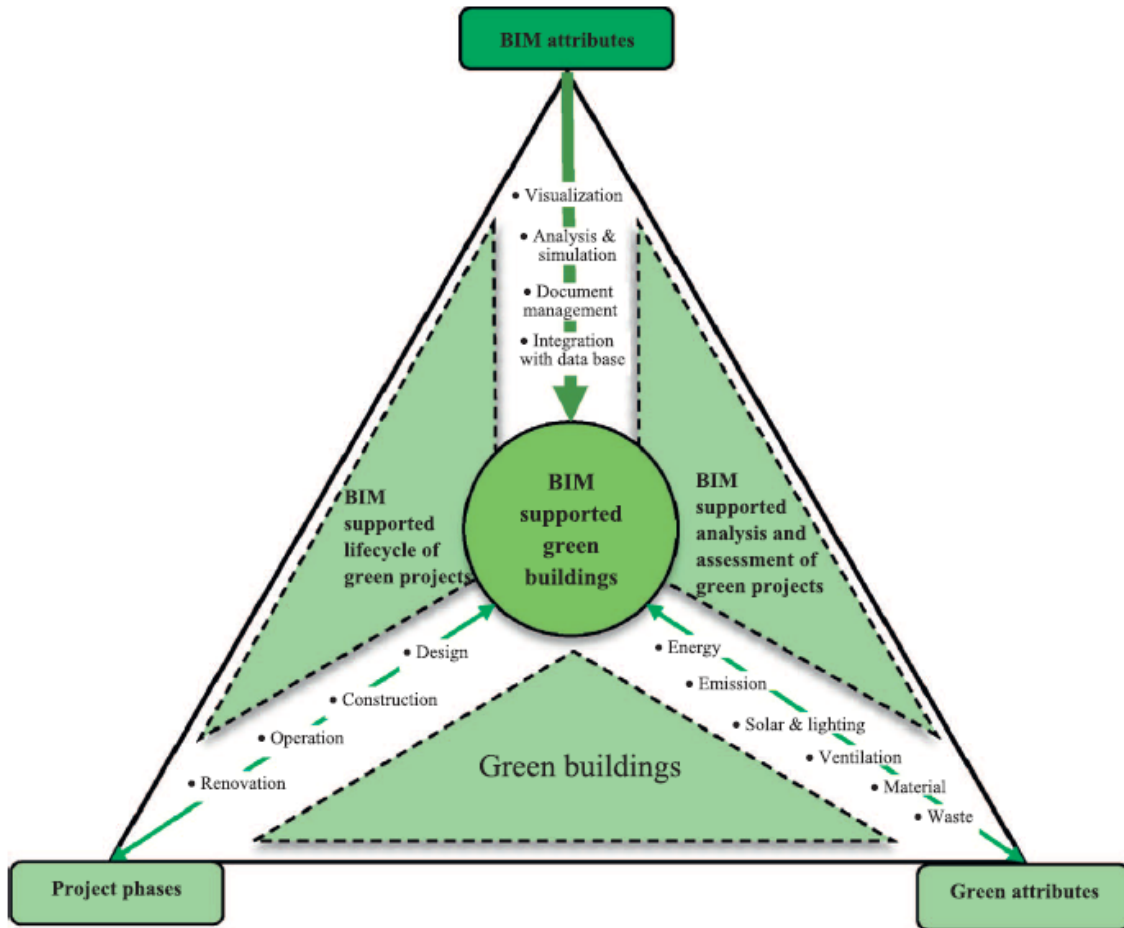 BIM attributes
• Visualization
• Analysis &
simulation
• Document
management
• Integration
with data base
BIM
supported
lifecycle of
green projects
BIM
supported
green
buildings
BIM
supported
analysis and
assessment of
green projects
• Design
• Construction
• Operation
• Renovation
• Energy
• Emission
• Solar & lighting
• Ventilation
• Material
• Waste
Green buildings
Project phases
Green attributes